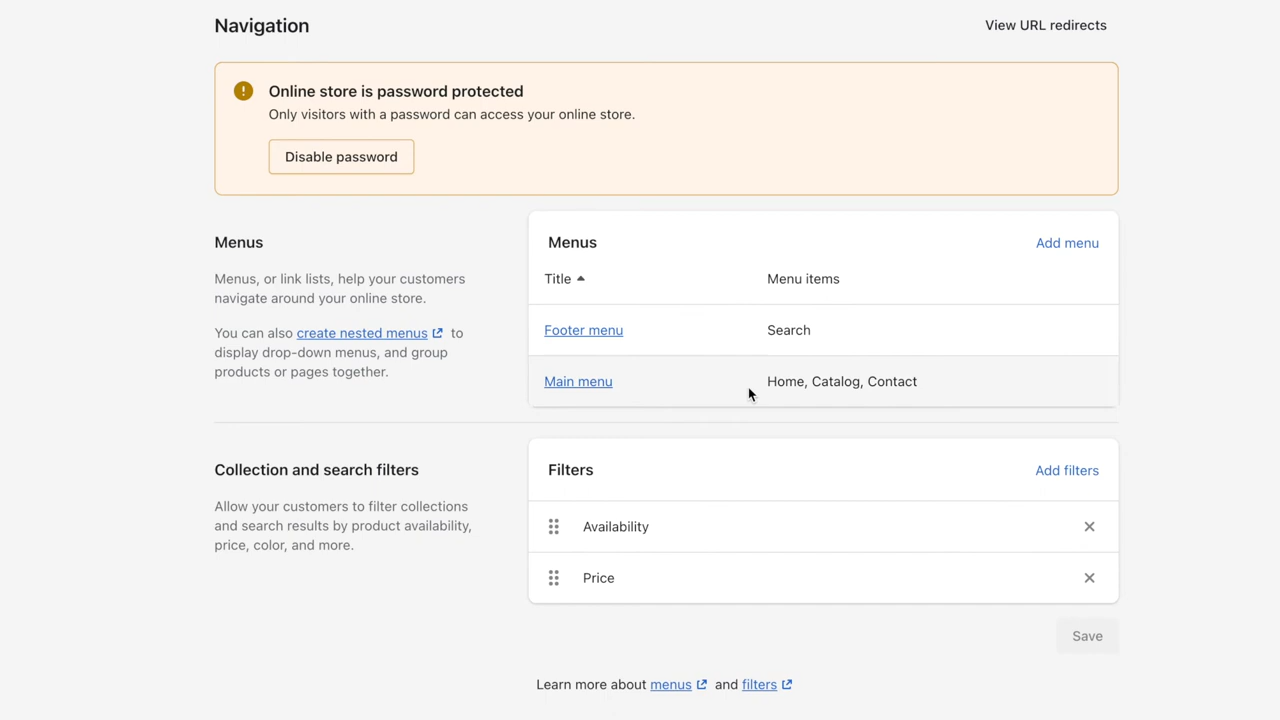 Navigation
View URL redirects
Online store is password protected
Only visitors with a password can access your online store.
Disable password
Menus
Menus, or link lists, help your customers
navigate around your online store.
You can also create nested menus to
display drop-down menus, and group
products or pages together.
Menus
Add menu
Title
Menu items
Footer menu
Search
Main menu
Home, Catalog, Contact
Collection and search filters
Allow your customers to filter collections
and search results by product availability,
price, color, and more.
Filters
Add filters
Availability
Price
Save
Learn more about menus and filters